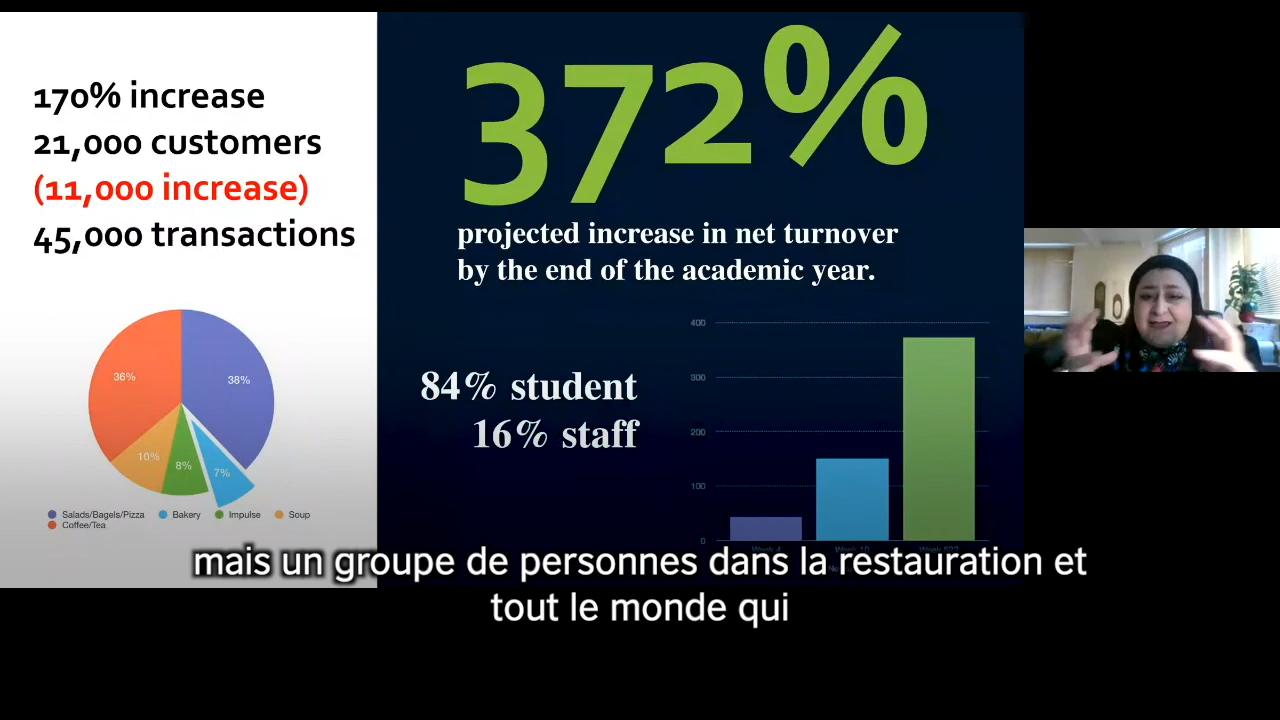 170% increase
21,000 customers
(11,000 increase)
45,000 transactions
372%
projected increase in net turnover
by the end of the academic year.
84% student
16% staff
400
300
200
100
0
36%
38%
10%
8%
7%
Salads/Bagels/Pizza
Bakery
Impulse
Soup
Coffee/Tea
mais un groupe de personnes dans la restauration et
tout le monde qui